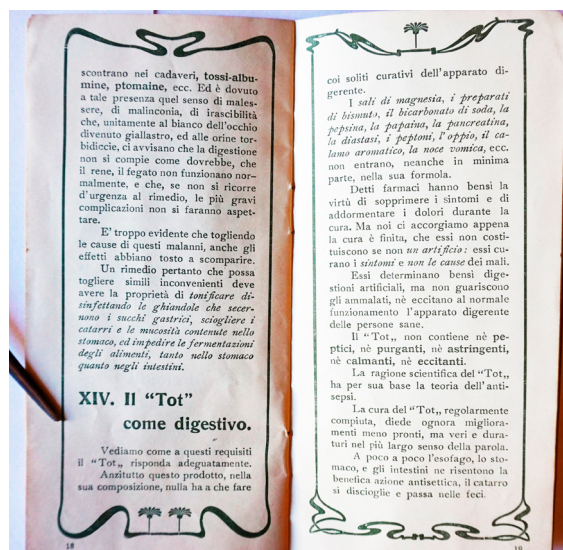 scontrano nei cadaveri, tossi-albu-
mine, ptomaine, ecc. Ed è dovuto
a tale presenza quel senso di males-
sere, di malinconia, di irascibilità
che, unitamente al bianco dell'occhio
divenuto giallastro, ed alle orine tor-
bidiccie, ci avvisano che la digestione
non si compie come dovrebbe, che
il rene, il fegato non funzionano nor-
malmente, e che, se non si ricorre
d'urgenza al rimedio, le più gravi
complicazioni non si faranno aspet-
tare.
E' troppo evidente che togliendo
le cause di questi malanni, anche gli
effetti abbiano tosto a scomparire.
Un rimedio pertanto che possa
togliere simili inconvenienti deve
avere la proprietà di tonificare di-
sinfettando le ghiandole che secer-
nono i succhi gastrici, sciogliere i
catarri e le mucosità contenute nello
stomaco, ed impedire le fermentazioni
degli alimenti, tanto nello stomaco
quanto negli intestini.
XIV. Il “Tot”
come digestivo.
Vediamo come a questi requisiti
il “Tot„ risponda adeguatamente.
Anzitutto questo prodotto, nella
sua composizione, nulla ha a che fare
18
coi soliti curativi dell'apparato di-
gerente.
I sali di magnesia, i preparati
di bismuto, il bicarbonato di soda, la
pepsina, la papaina, la pancreatina,
la diastasi, i peptoni, l'oppio, il ca-
lamo aromatico, la noce vomica, ecc.
non entrano, neanche in minima
parte, nella sua formola.
Detti farmaci hanno bensì la
virtù di sopprimere i sintomi e di
addormentare i dolori durante la
cura. Ma noi ci accorgiamo appena
la cura è finita, che essi non costi-
tuiscono se non un artificio: essi cu-
rano i sintomi e non le cause dei mali.
Essi determinano bensì dige-
stioni artificiali, ma non guariscono
gli ammalati, nè eccitano al normale
funzionamento l'apparato digerente
delle persone sane.
Il “Tot„ non contiene nè pe-
ptici, nè purganti, nè astringenti,
nè calmanti, nè eccitanti.
La ragione scientifica del “Tot„
ha per sua base la teoria dell'anti-
sepsi.
La cura del “Tot„, regolarmente
compiuta, diede ognora migliora-
menti meno pronti, ma veri e dura-
turi nel più largo senso della parola.
A poco a poco l'esofago, lo sto-
maco, e gli intestini ne risentono la
benefica azione antisettica, il catarro
si discioglie e passa nelle feci.
19